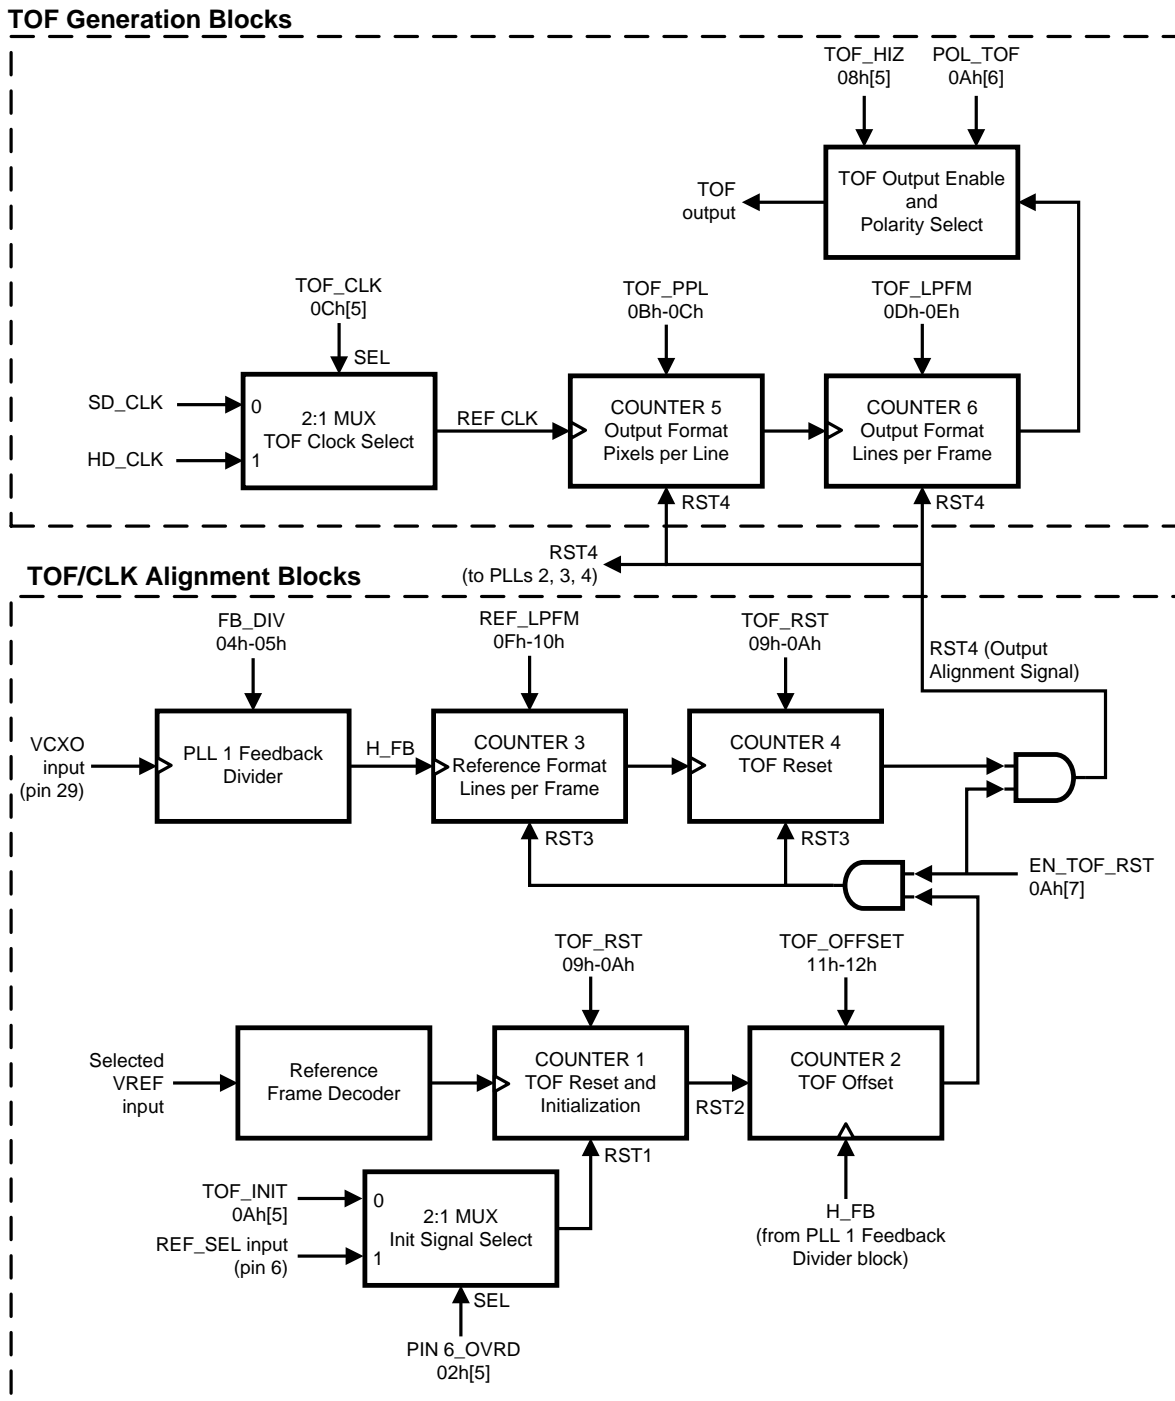 TOF Generation Blocks
TOF_HIZ
08h[5]
POL_TOF
0Ah[6]
TOF Output Enable
and
Polarity Select
TOF
output
TOF_CLK
0Ch[5]
SEL
TOF_PPL
0Bh-0Ch
TOF_LPFM
0Dh-0Eh
SD_CLK
HD_CLK
0
1
2:1 MUX
TOF Clock Select
REF CLK
COUNTER 5
Output Format
Pixels per Line
COUNTER 6
Output Format
Lines per Frame
RST4
RST4
RST4
(to PLLs 2, 3, 4)
TOF/CLK Alignment Blocks
FB_DIV
04h-05h
REF_LPFM
0Fh-10h
TOF_RST
09h-0Ah
RST4 (Output
Alignment Signal)
VCXO
input
(pin 29)
PLL 1 Feedback
Divider
H_FB
COUNTER 3
Reference Format
Lines per Frame
COUNTER 4
TOF Reset
RST3
RST3
EN_TOF_RST
0Ah[7]
TOF_RST
09h-0Ah
TOF_OFFSET
11h-12h
Selected
VREF
input
Reference
Frame Decoder
COUNTER 1
TOF Reset and
Initialization
RST2
COUNTER 2
TOF Offset
RST1
TOF_INIT
0Ah[5]
REF_SEL input
(pin 6)
0
1
2:1 MUX
Init Signal Select
H_FB
(from PLL 1 Feedback
Divider block)
SEL
PIN 6_OVRD
02h[5]